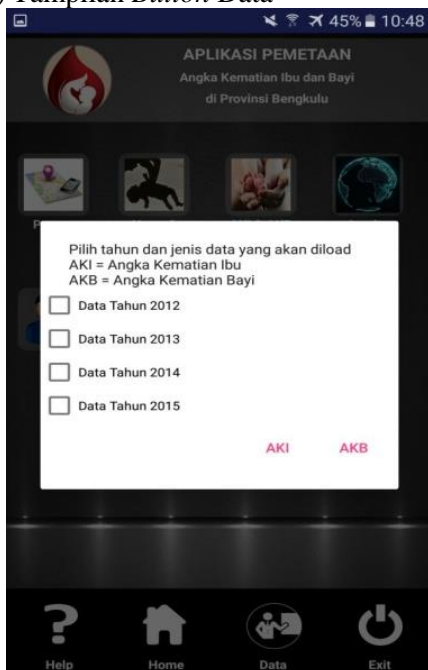 Tampilan Button Data
45% 10:48
APLIKASI PEMETAAN
Angka Kematian Ibu dan Bayi
di Provinsi Bengkulu
Pilih tahun dan jenis data yang akan diload
AKI = Angka Kematian Ibu
AKB = Angka Kematian Bayi
Data Tahun 2012
Data Tahun 2013
Data Tahun 2014
Data Tahun 2015
AKI AKB
Help Home Data Exit